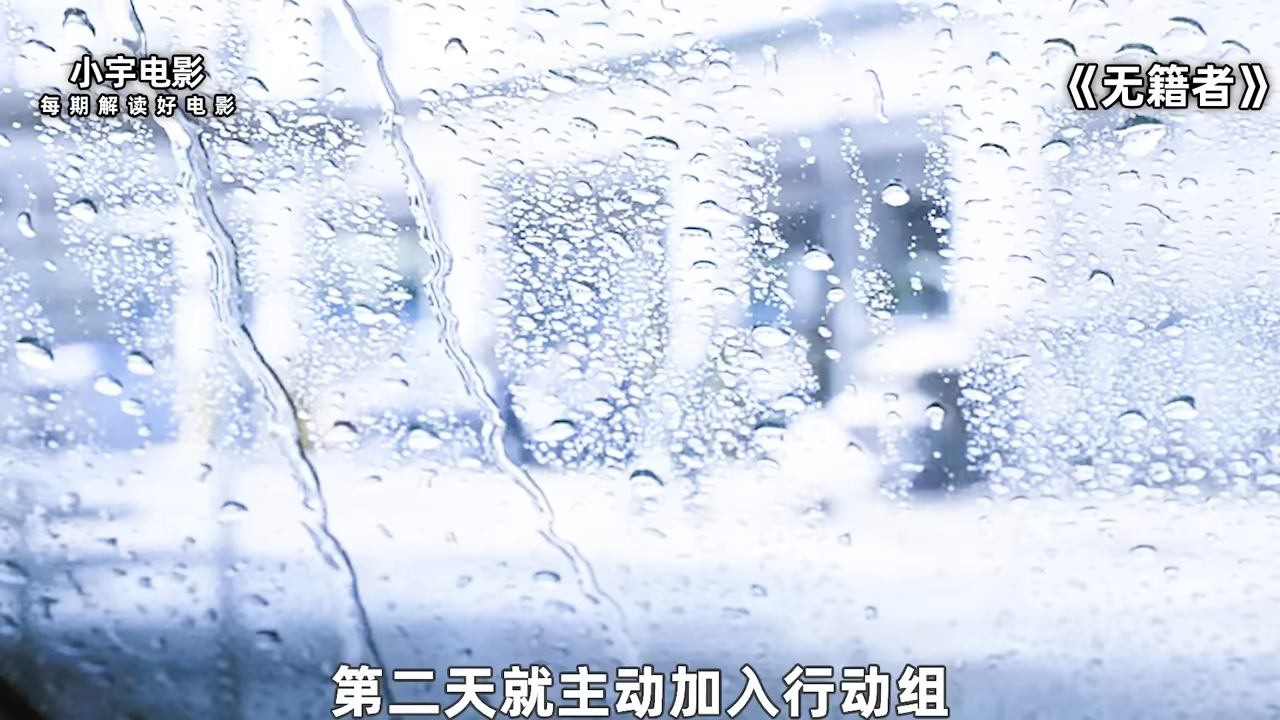 小宇电影
每期解读好电影
《无籍者》
第二天就主动加入行动组